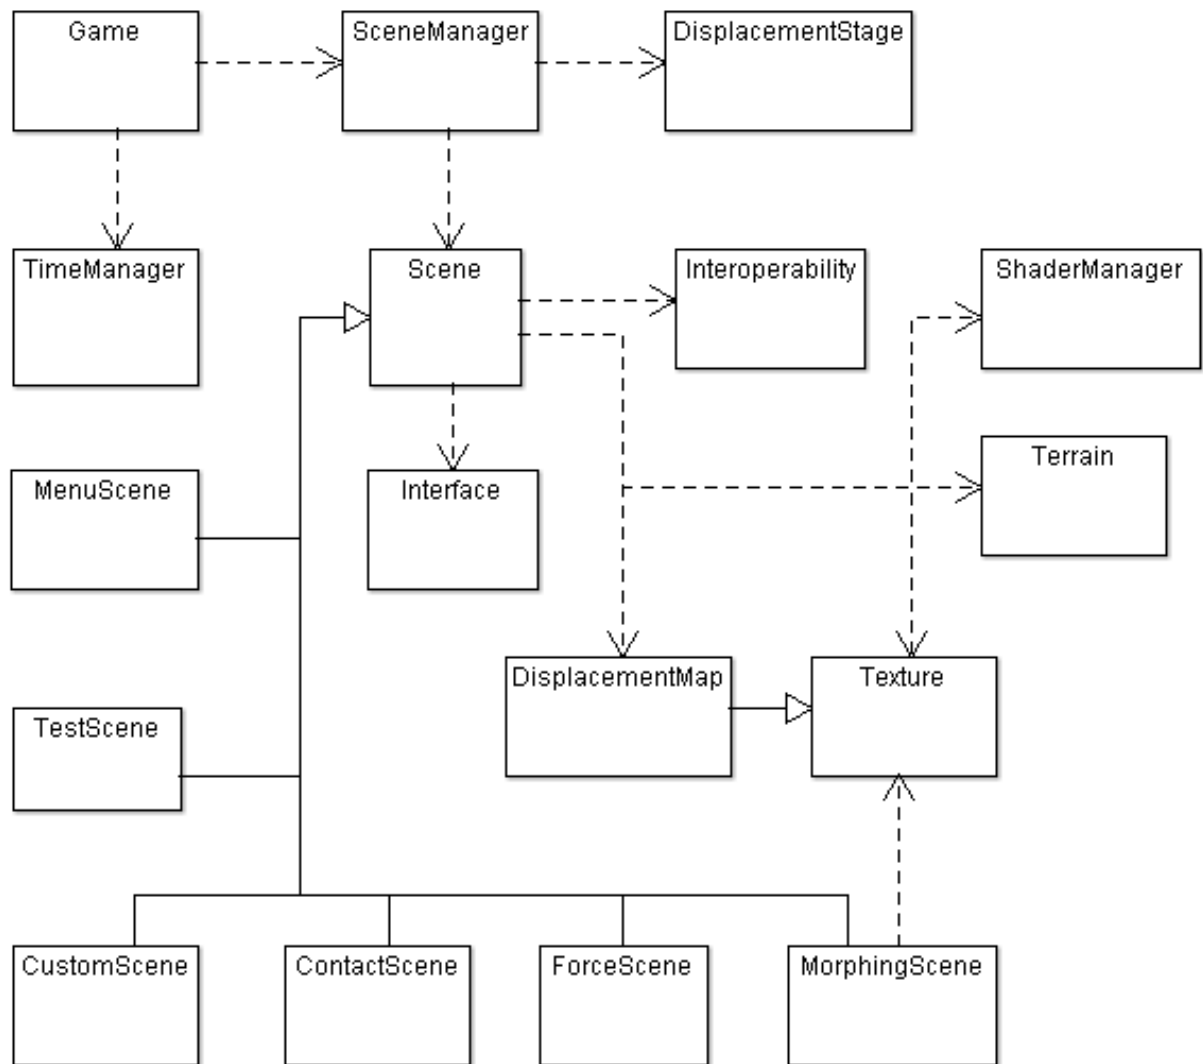 Game
SceneManager
DisplacementStage
TimeManager
Scene
Interoperability
ShaderManager
Terrain
MenuScene
Interface
DisplacementMap
Texture
TestScene
CustomScene
ContactScene
ForceScene
MorphingScene